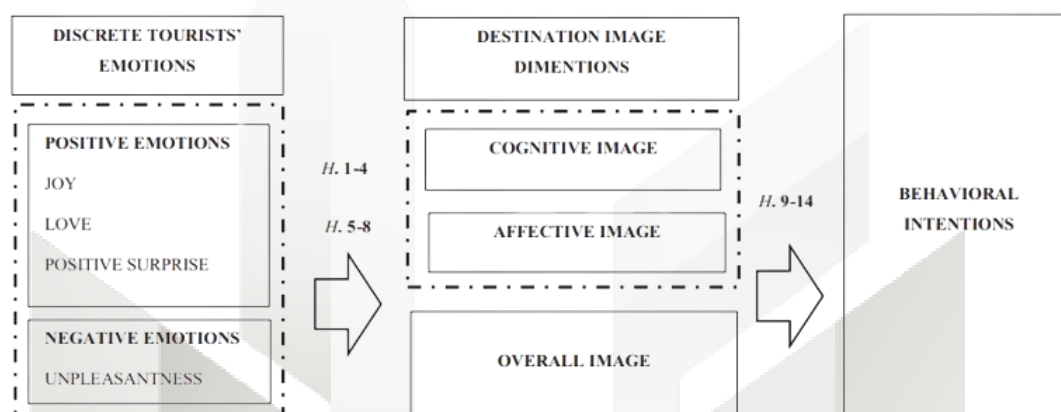 DISCRETE TOURISTS'
EMOTIONS
POSITIVE EMOTIONS
JOY
LOVE
POSITIVE SURPRISE
NEGATIVE EMOTIONS
UNPLEASANTNESS
H. 1-4
H. 5-8
DESTINATION IMAGE
DIMENTIONS
COGNITIVE IMAGE
AFFECTIVE IMAGE
OVERALL IMAGE
H. 9-14
BEHAVIORAL
INTENTIONS